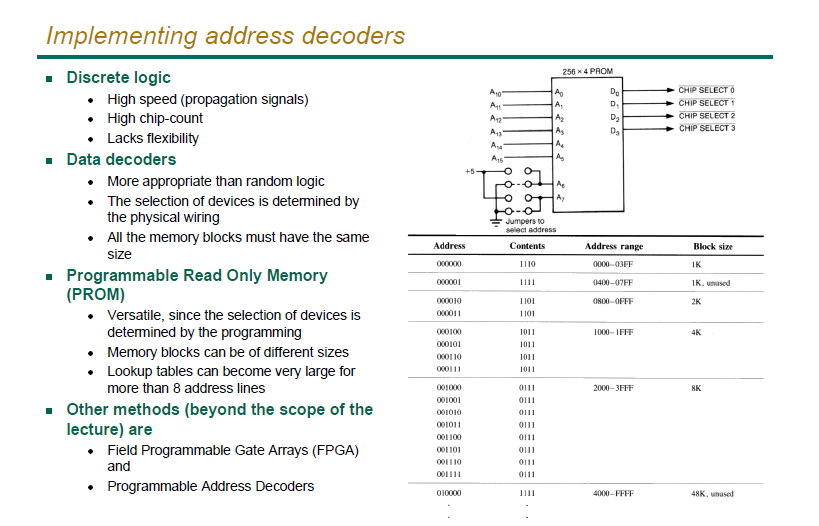 Implementing address decoders
▪ Discrete logic
• High speed (propagation signals)
• High chip-count
• Lacks flexibility
▪ Data decoders
• More appropriate than random logic
• The selection of devices is determined by
the physical wiring
• All the memory blocks must have the same
size
▪ Programmable Read Only Memory
(PROM)
• Versatile, since the selection of devices is
determined by the programming
• Memory blocks can be of different sizes
• Lookup tables can become very large for
more than 8 address lines
▪ Other methods (beyond the scope of the
lecture) are
• Field Programmable Gate Arrays (FPGA)
and
• Programmable Address Decoders
256 × 4 PROM
A10 A0 D0 CHIP SELECT 0
A11 A1 D1 CHIP SELECT 1
A12 A2 D2 CHIP SELECT 2
A13 A3 D3 CHIP SELECT 3
A14 A4
A15 A5
+5
A6
A7
Jumpers to
select address
Address Contents Address range Block size
000000 1110 0000–03FF 1K
000001 1111 0400–07FF 1K, unused
000010 1101 0800–0FFF 2K
000011 1101
000100 1011 1000–1FFF 4K
000101 1011
000110 1011
000111 1011
001000 0111 2000–3FFF 8K
001001 0111
001010 0111
001011 0111
001100 0111
001101 0111
001110 0111
001111 0111
010000 1111 4000–FFFF 48K, unused
. .
. .